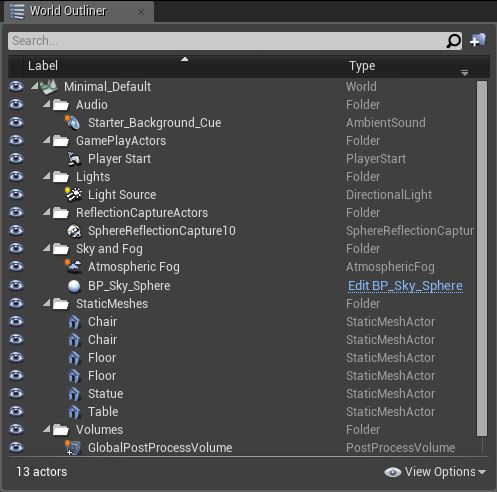 World Outliner
Search...
Label Type
Minimal_Default World
Audio Folder
Starter_Background_Cue AmbientSound
GamePlayActors Folder
Player Start PlayerStart
Lights Folder
Light Source DirectionalLight
ReflectionCaptureActors Folder
SphereReflectionCapture10 SphereReflectionCaptur
Sky and Fog Folder
Atmospheric Fog AtmosphericFog
BP_Sky_Sphere Edit BP_Sky_Sphere
StaticMeshes Folder
Chair StaticMeshActor
Chair StaticMeshActor
Floor StaticMeshActor
Floor StaticMeshActor
Statue StaticMeshActor
Table StaticMeshActor
Volumes Folder
GlobalPostProcessVolume PostProcessVolume
13 actors View Options